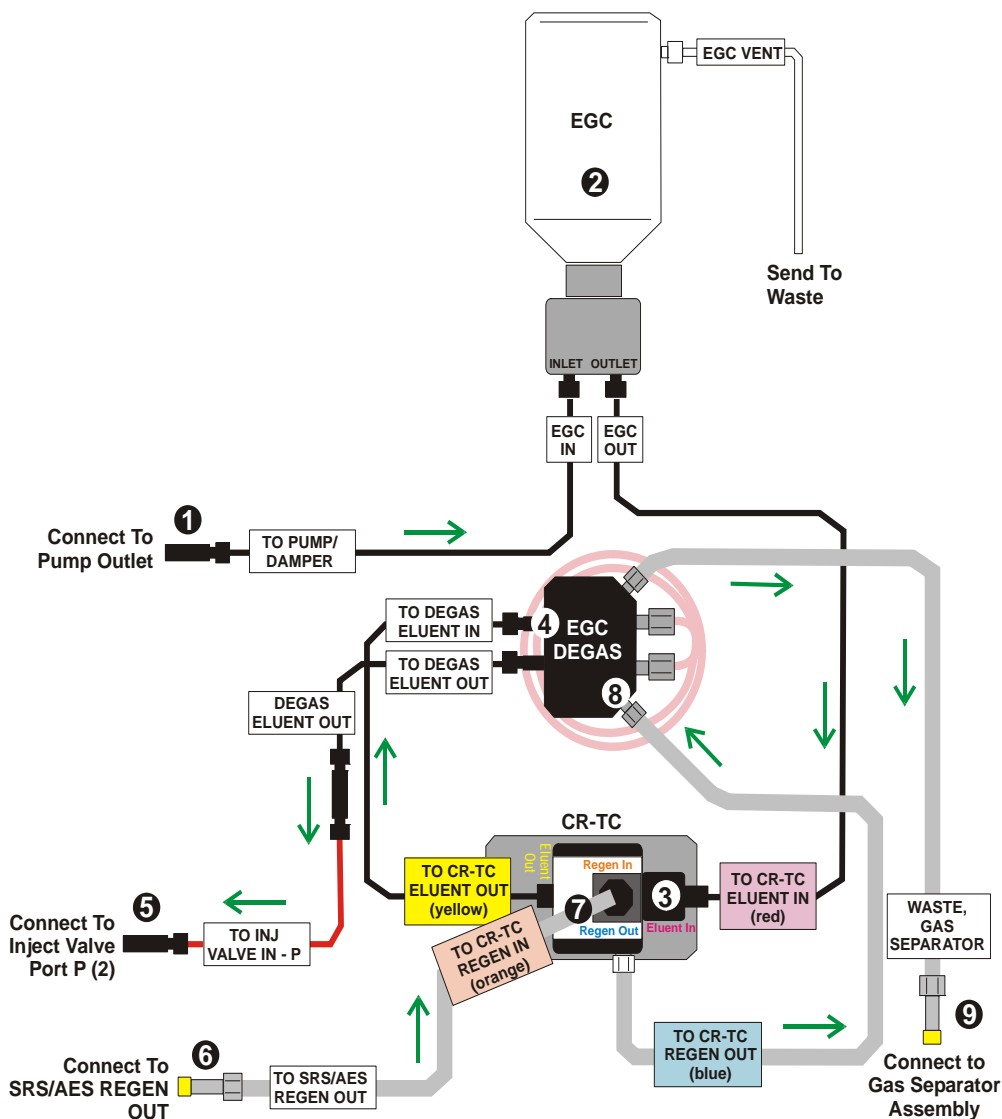 EGC VENT
EGC
2
Send To
Waste
INLET OUTLET
EGC
IN
EGC
OUT
1
Connect To
Pump Outlet
TO PUMP/
DAMPER
TO DEGAS
ELUENT IN
4
EGC
DEGAS
TO DEGAS
ELUENT OUT
8
DEGAS
ELUENT OUT
CR-TC
Eluent
Out
Regen In
TO CR-TC
ELUENT OUT
(yellow)
7
3
TO CR-TC
ELUENT IN
(red)
Regen Out
Eluent In
5
Connect To
Inject Valve
Port P (2)
TO INJ
VALVE IN - P
TO CR-TC
REGEN IN
(orange)
WASTE,
GAS
SEPARATOR
6
Connect To
SRS/AES REGEN
OUT
TO SRS/AES
REGEN OUT
TO CR-TC
REGEN OUT
(blue)
9
Connect to
Gas Separator
Assembly